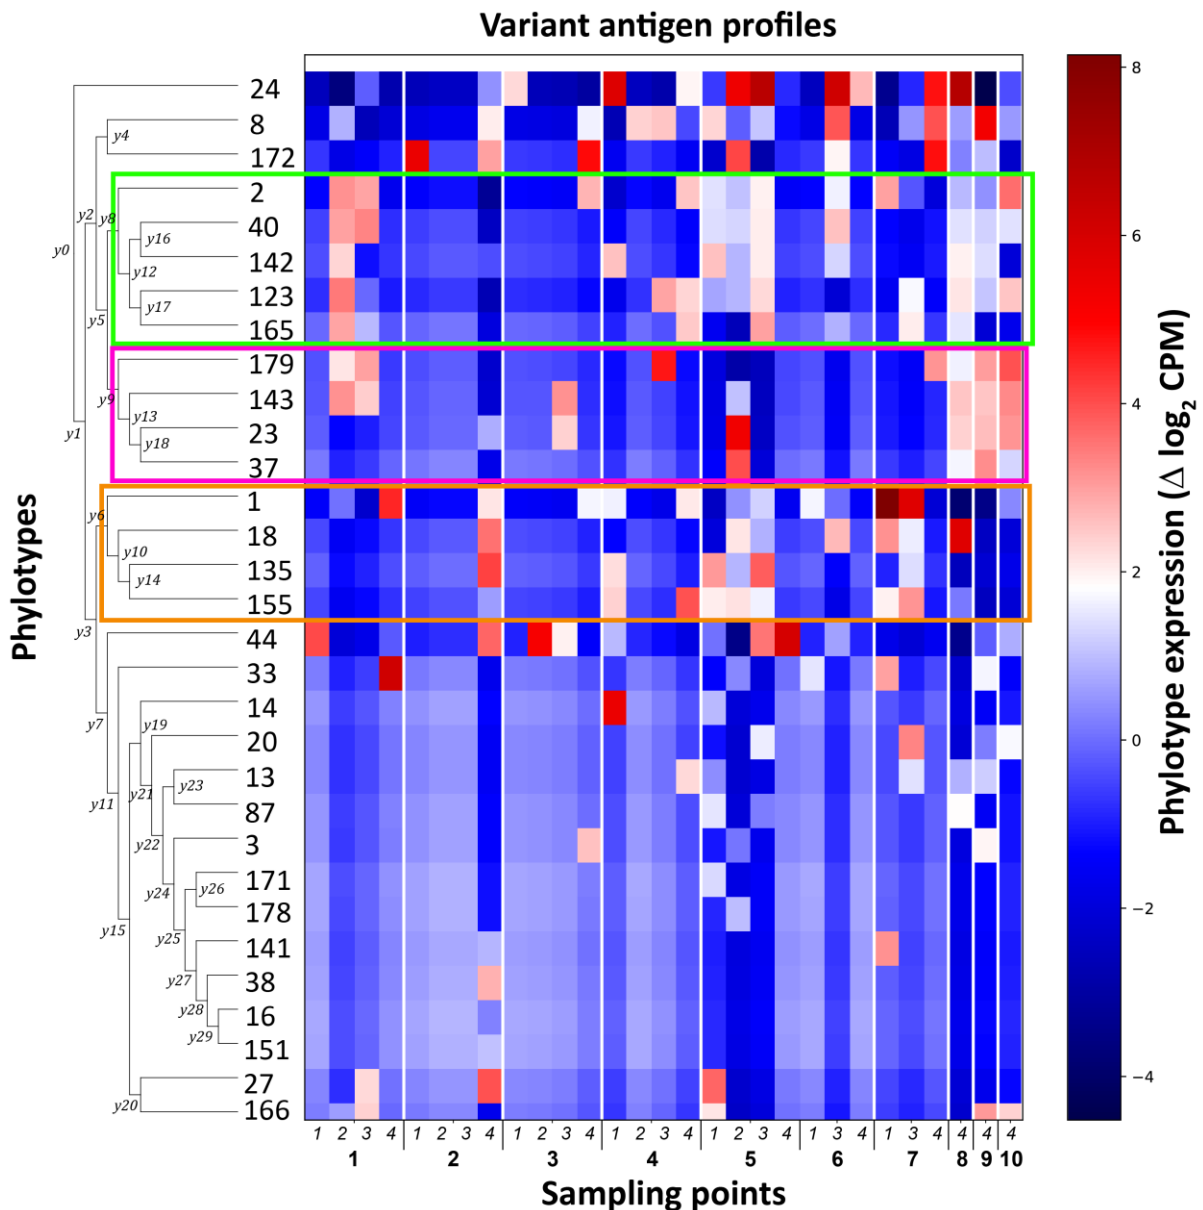 Variant antigen profiles
24
8
y4
172
2
y2 y8
40
y16
y0
142
y12
123
y17
y5
165
179
y9
143
y13
y1
23
y18
37
1
y6
18
y10
135
y14
155
y3
44
33
y7
14
y19
20
13
y23
y21
y11
87
y22
3
171
y24
y26
178
y15
y25
141
y27
38
y28
16
y29
151
27
y20
166
Phylotypes
1 2 3 4 1 2 3 4 1 2 3 4 1 2 3 4 1 2 3 4 1 3 4 1 3 4 4 4 4
1 2 3 4 5 6 7 8 9 10
Sampling points
8
6
4
2
0
−2
−4
Phylotype expression (Δ log2 CPM)